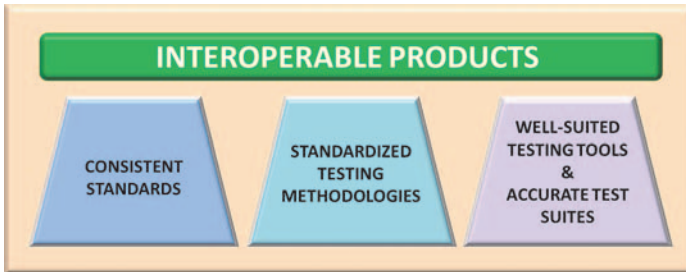 INTEROPERABLE PRODUCTS
CONSISTENT
STANDARDS
STANDARDIZED
TESTING
METHODOLOGIES
WELL-SUITED
TESTING TOOLS
&
ACCURATE TEST
SUITES